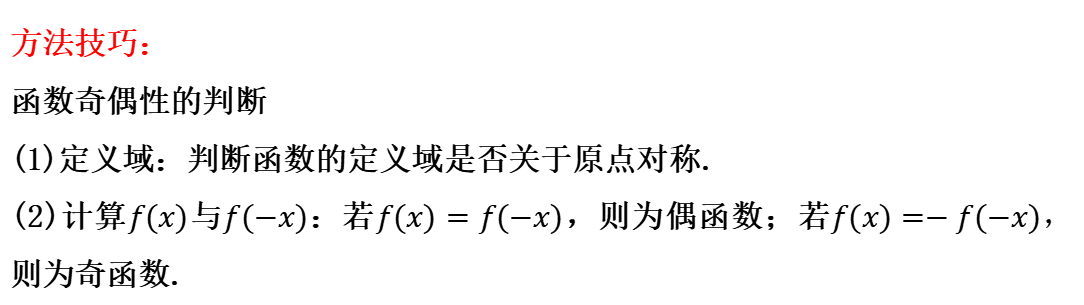 方法技巧：
函数奇偶性的判断
(1)定义域：判断函数的定义域是否关于原点对称.
(2)计算f(x)与f(−x)：若f(x) = f(−x)，则为偶函数；若f(x) =− f(−x)，
则为奇函数.